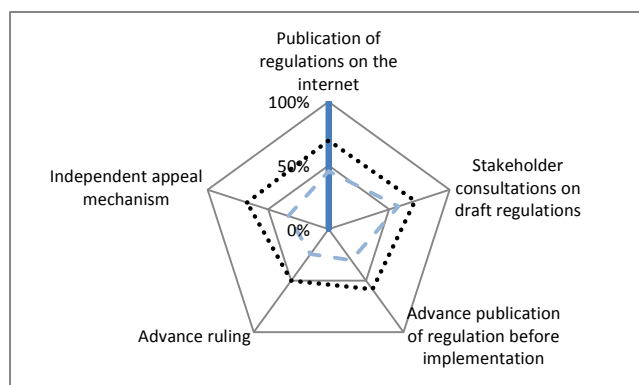 Publication of
regulations on the
internet
100%
50%
0%
Stakeholder
consultations on
draft regulations
Independent appeal
mechanism
Advance ruling
Advance publication
of regulation before
implementation